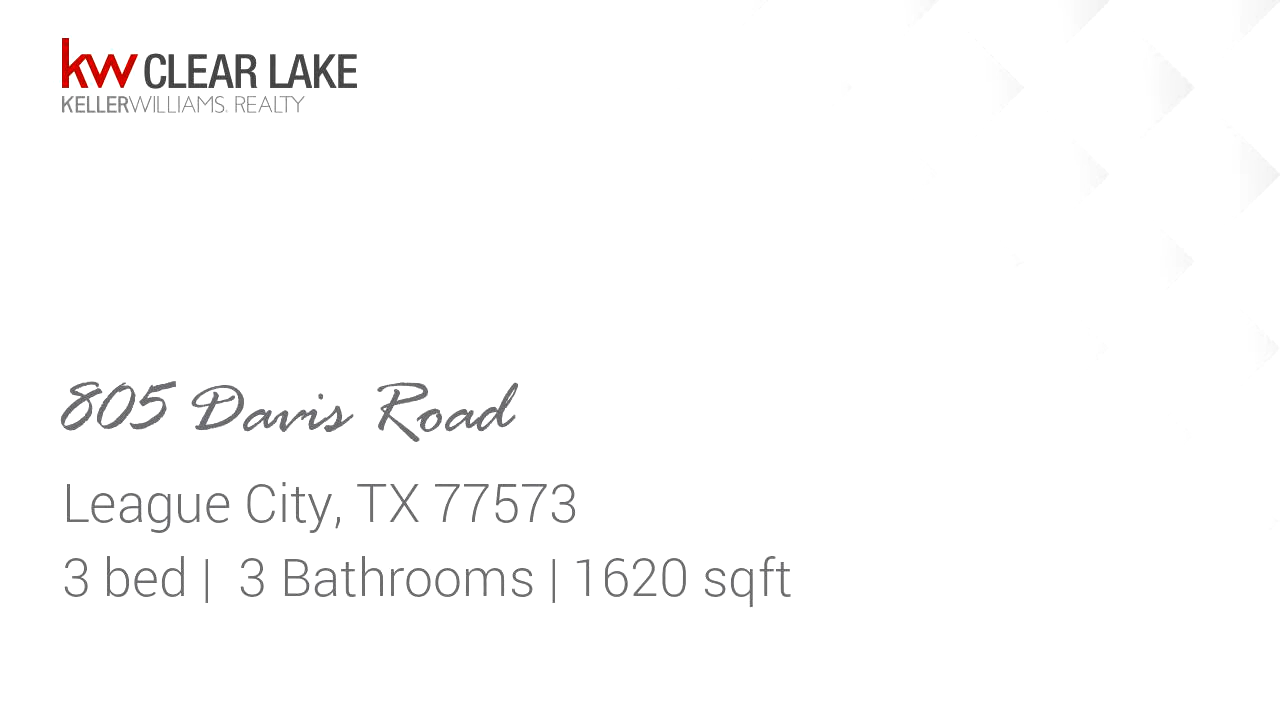 kw CLEAR LAKE
KELLERWILLIAMS. REALTY
805 Davis Road
League City, TX 77573
3 bed |  3 Bathrooms | 1620 sqft